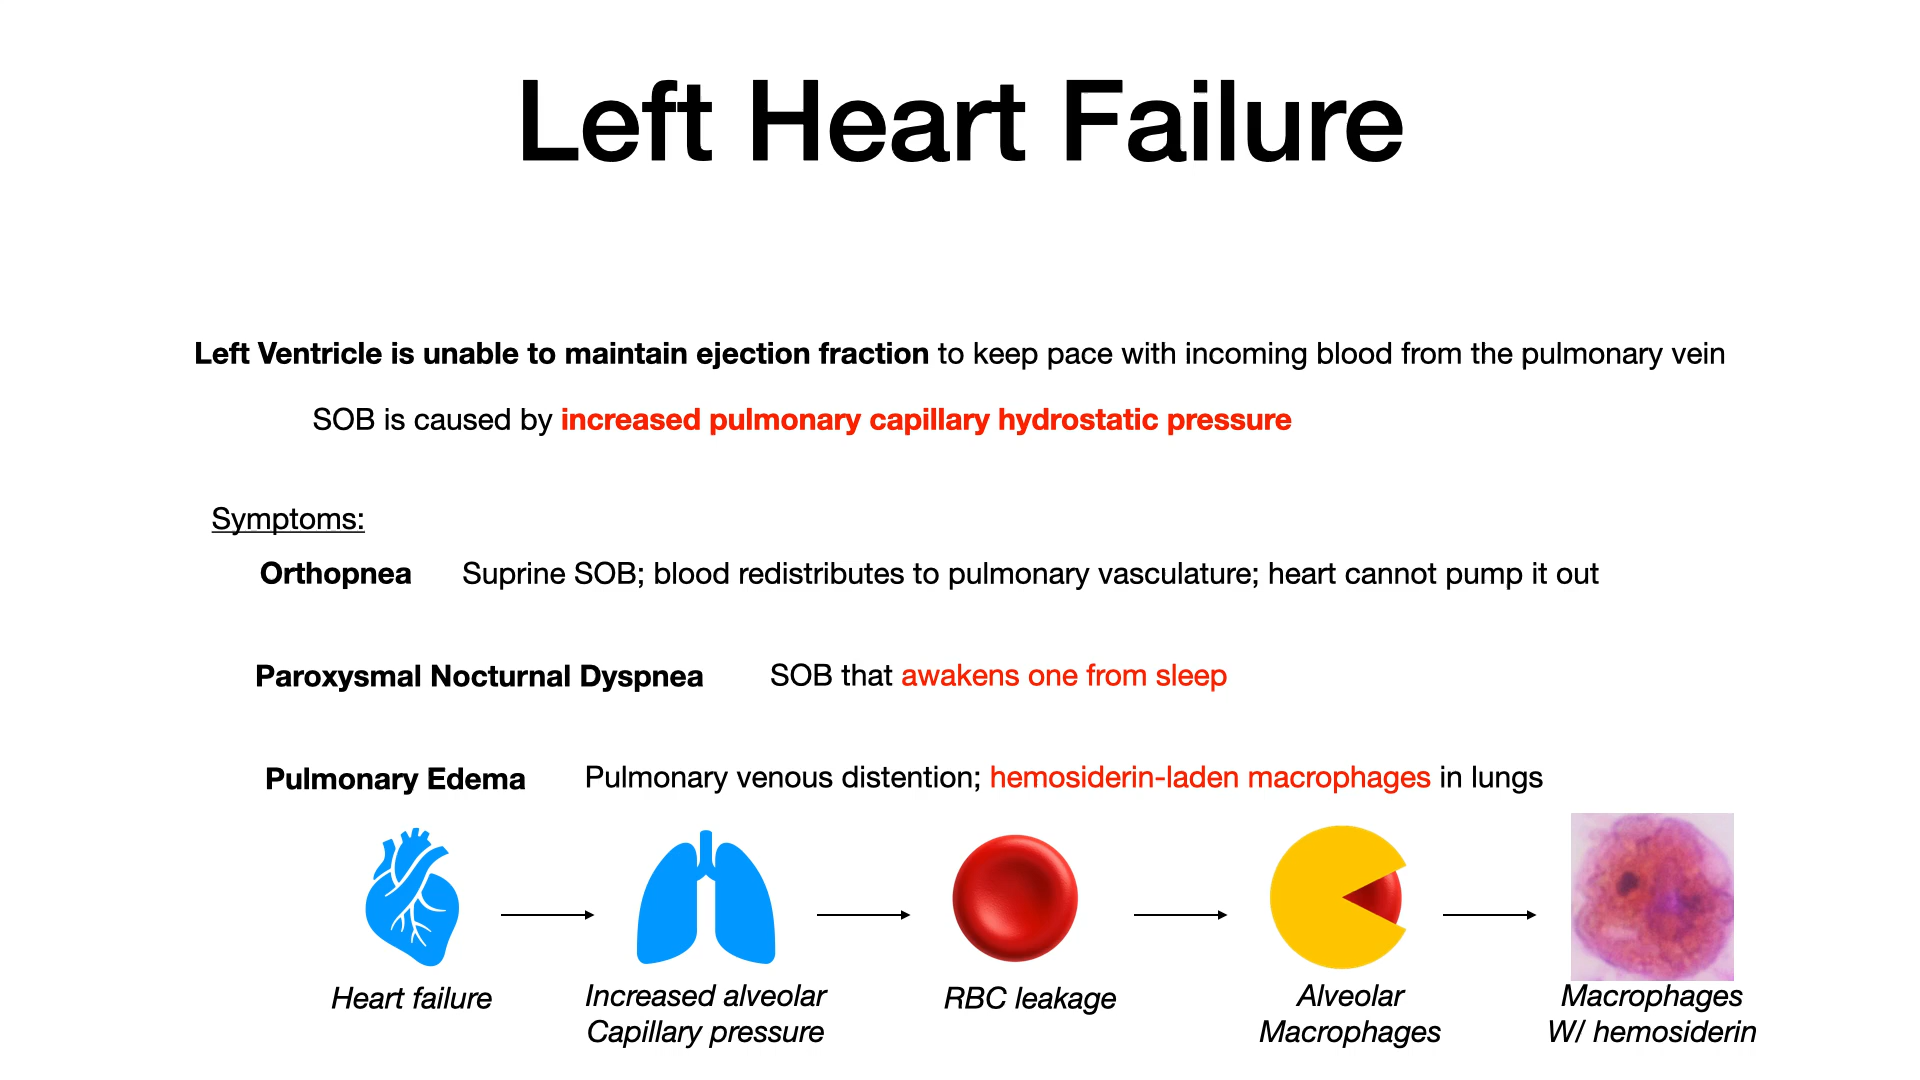 Left Heart Failure
Left Ventricle is unable to maintain ejection fraction to keep pace with incoming blood from the pulmonary vein
SOB is caused by increased pulmonary capillary hydrostatic pressure
Symptoms:
Orthopnea Suprine SOB; blood redistributes to pulmonary vasculature; heart cannot pump it out
Paroxysmal Nocturnal Dyspnea SOB that awakens one from sleep
Pulmonary Edema Pulmonary venous distention; hemosiderin-laden macrophages in lungs
Heart failure
Increased alveolar
Capillary pressure
RBC leakage
Alveolar
Macrophages
Macrophages
W/ hemosiderin